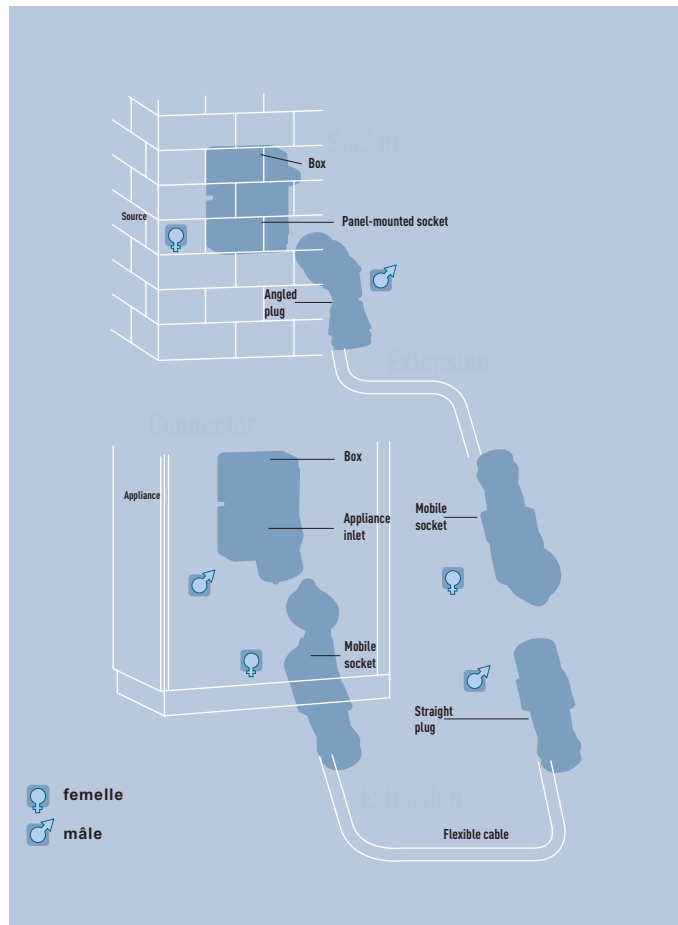 Socket
Box
Source
Panel-mounted socket
Angled
plug
Extension
Connector
Box
Appliance
Appliance
inlet
Mobile
socket
Mobile
socket
Straight
plug
femelle
Extension
mâle
Flexible cable